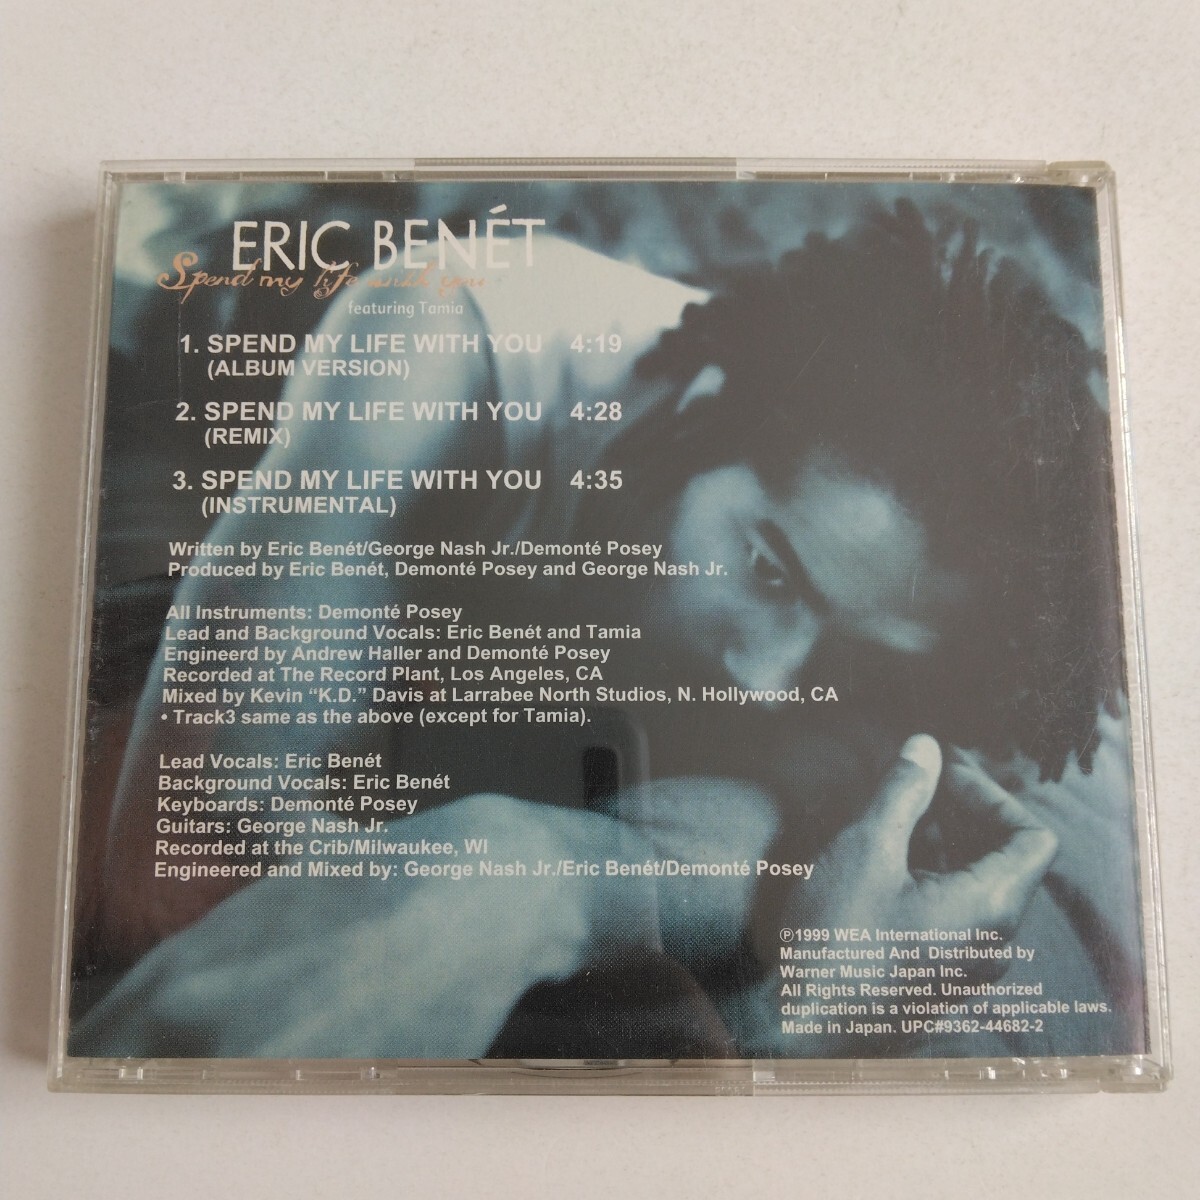 ERIC BENÉT
Spend my life with you
featuring Tamia
1. SPEND MY LIFE WITH YOU 4:19
(ALBUM VERSION)
2. SPEND MY LIFE WITH YOU 4:28
(REMIX)
3. SPEND MY LIFE WITH YOU 4:35
(INSTRUMENTAL)
Written by Eric Benét/George Nash Jr./Demonté Posey
Produced by Eric Benét, Demonté Posey and George Nash Jr.
All Instruments: Demonté Posey
Lead and Background Vocals: Eric Benét and Tamia
Engineerd by Andrew Haller and Demonté Posey
Recorded at The Record Plant, Los Angeles, CA
Mixed by Kevin “K.D.” Davis at Larrabee North Studios, N. Hollywood, CA
• Track3 same as the above (except for Tamia).
Lead Vocals: Eric Benét
Background Vocals: Eric Benét
Keyboards: Demonté Posey
Guitars: George Nash Jr.
Recorded at the Crib/Milwaukee, WI
Engineered and Mixed by: George Nash Jr./Eric Benét/Demonté Posey
℗1999 WEA International Inc.
Manufactured And Distributed by
Warner Music Japan Inc.
All Rights Reserved. Unauthorized
duplication is a violation of applicable laws.
Made in Japan. UPC#9362-44682-2